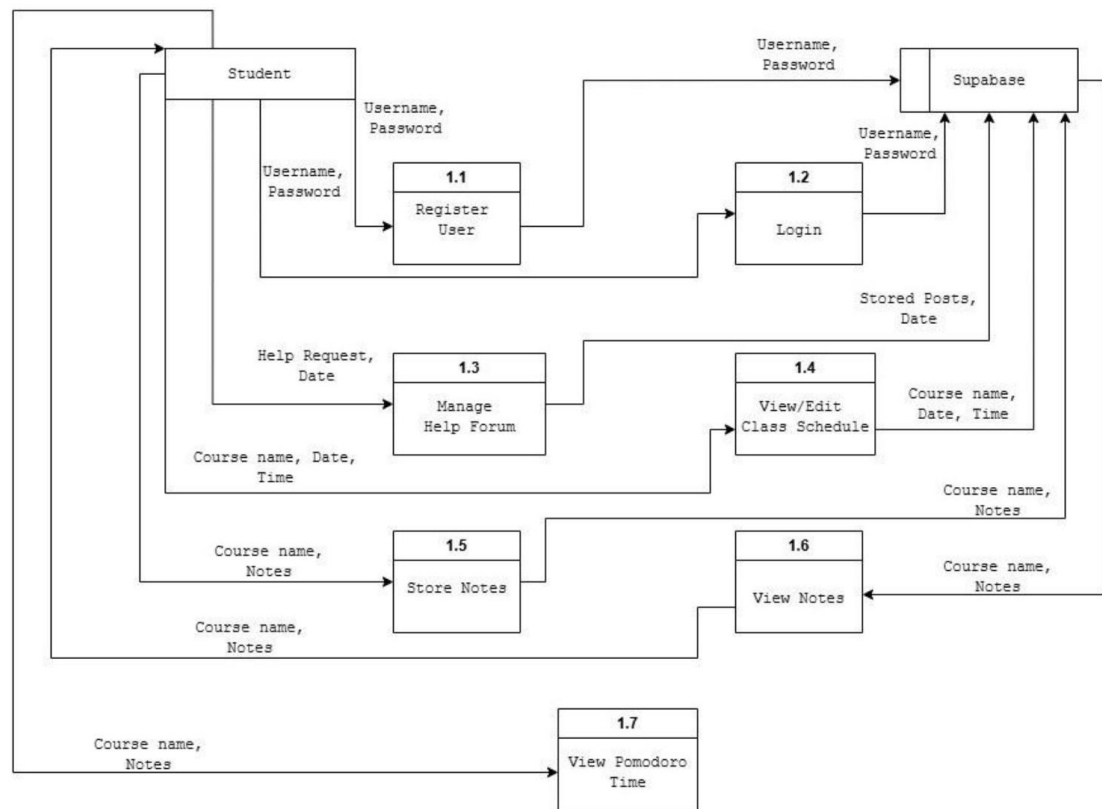 Username,
Password
Student
Supabase
Username,
Password
Username,
Password
Username,
Password
1.1
Register
User
1.2
Login
Stored Posts,
Date
Help Request,
Date
1.3
Manage
Help Forum
1.4
View/Edit
Class Schedule
Course name,
Date, Time
Course name, Date,
Time
Course name,
Notes
1.5
Store Notes
1.6
View Notes
Course name,
Notes
Course name,
Notes
Course name,
Notes
1.7
View Pomodoro
Time
Course name,
Notes